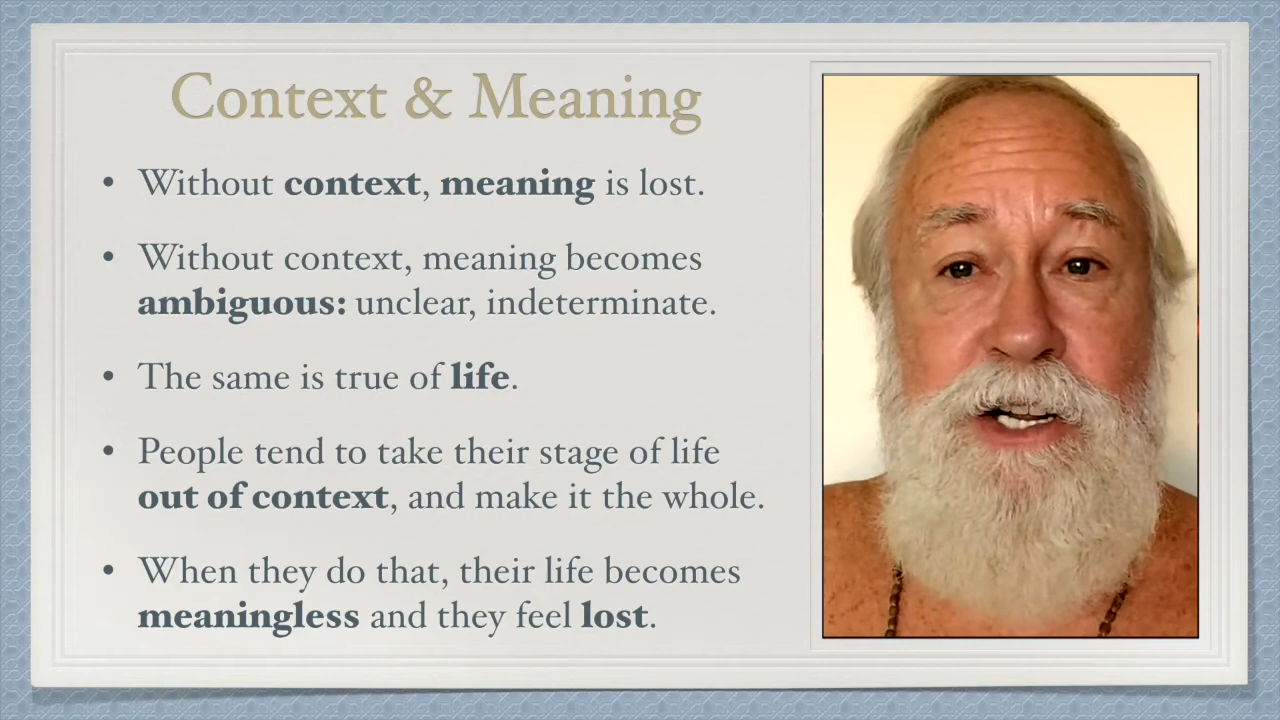 Context & Meaning
• Without context, meaning is lost.
• Without context, meaning becomes
ambiguous: unclear, indeterminate.
• The same is true of life.
• People tend to take their stage of life
out of context, and make it the whole.
• When they do that, their life becomes
meaningless and they feel lost.